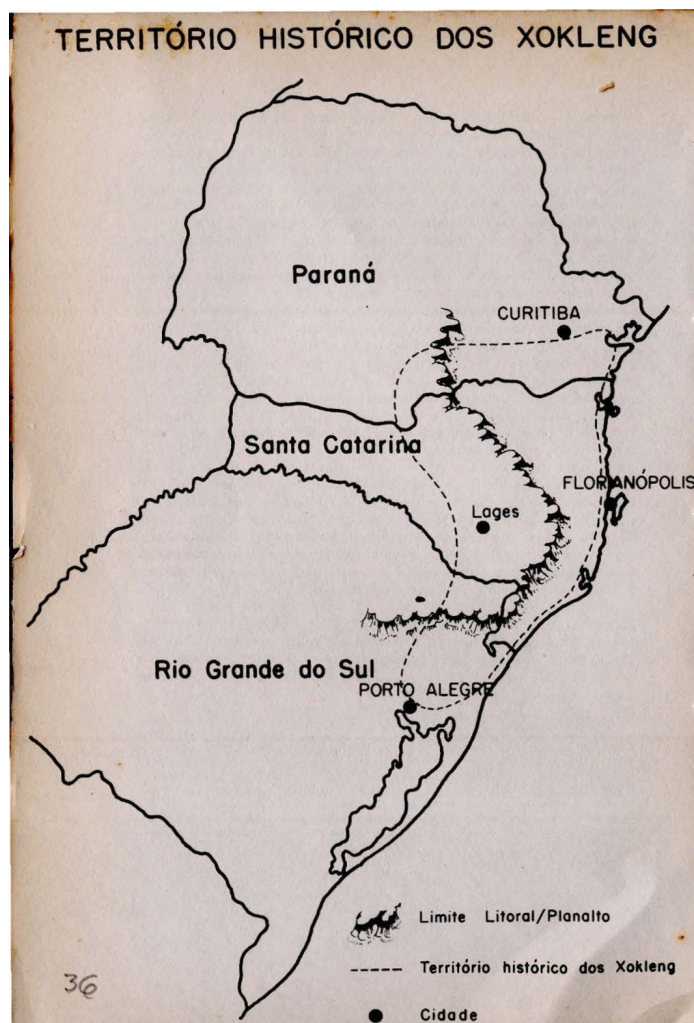 TERRITÓRIO HISTÓRICO DOS XOKLENG
Paraná
CURITIBA
Santa Catarina
FLORIANÓPOLIS
Lages
Rio Grande do Sul
PORTO ALEGRE
Limite Litoral/Planalto
Território histórico dos Xokleng
Cidade
36